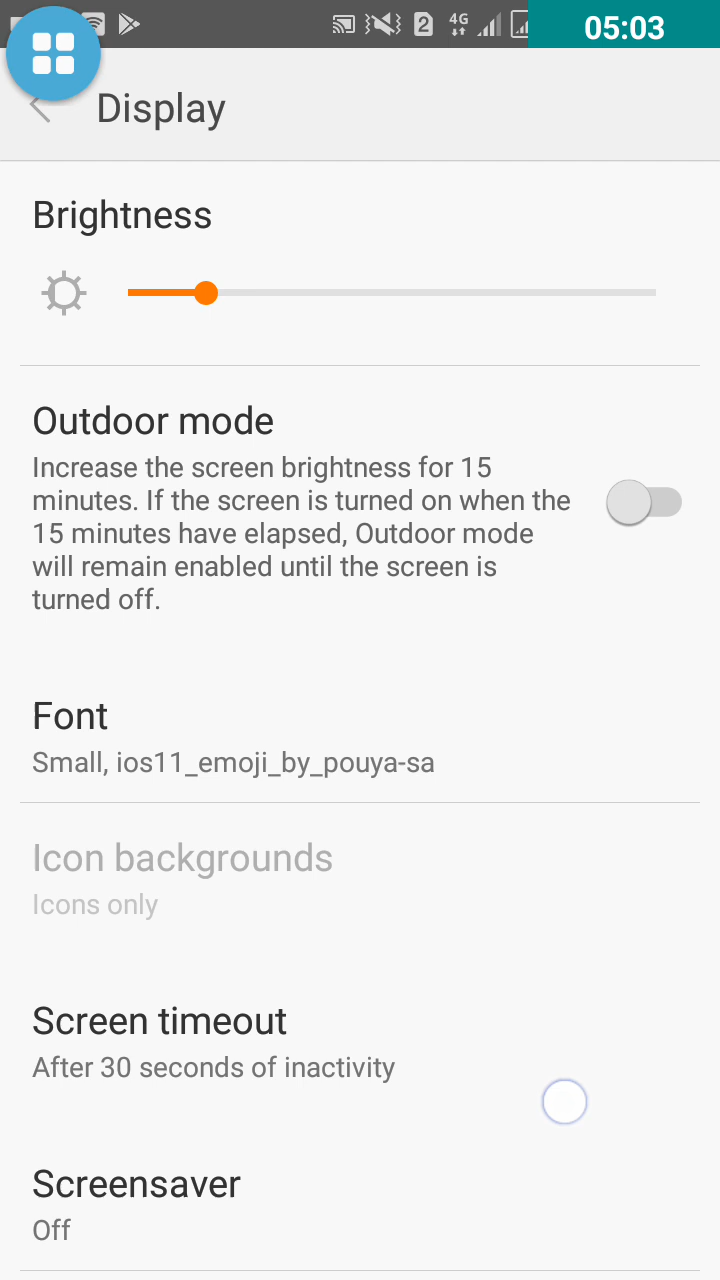 2
4G
05:03
Display
Brightness
Outdoor mode
Increase the screen brightness for 15
minutes. If the screen is turned on when the
15 minutes have elapsed, Outdoor mode
will remain enabled until the screen is
turned off.
Font
Small, ios11_emoji_by_pouya-sa
Icon backgrounds
Icons only
Screen timeout
After 30 seconds of inactivity
Screensaver
Off